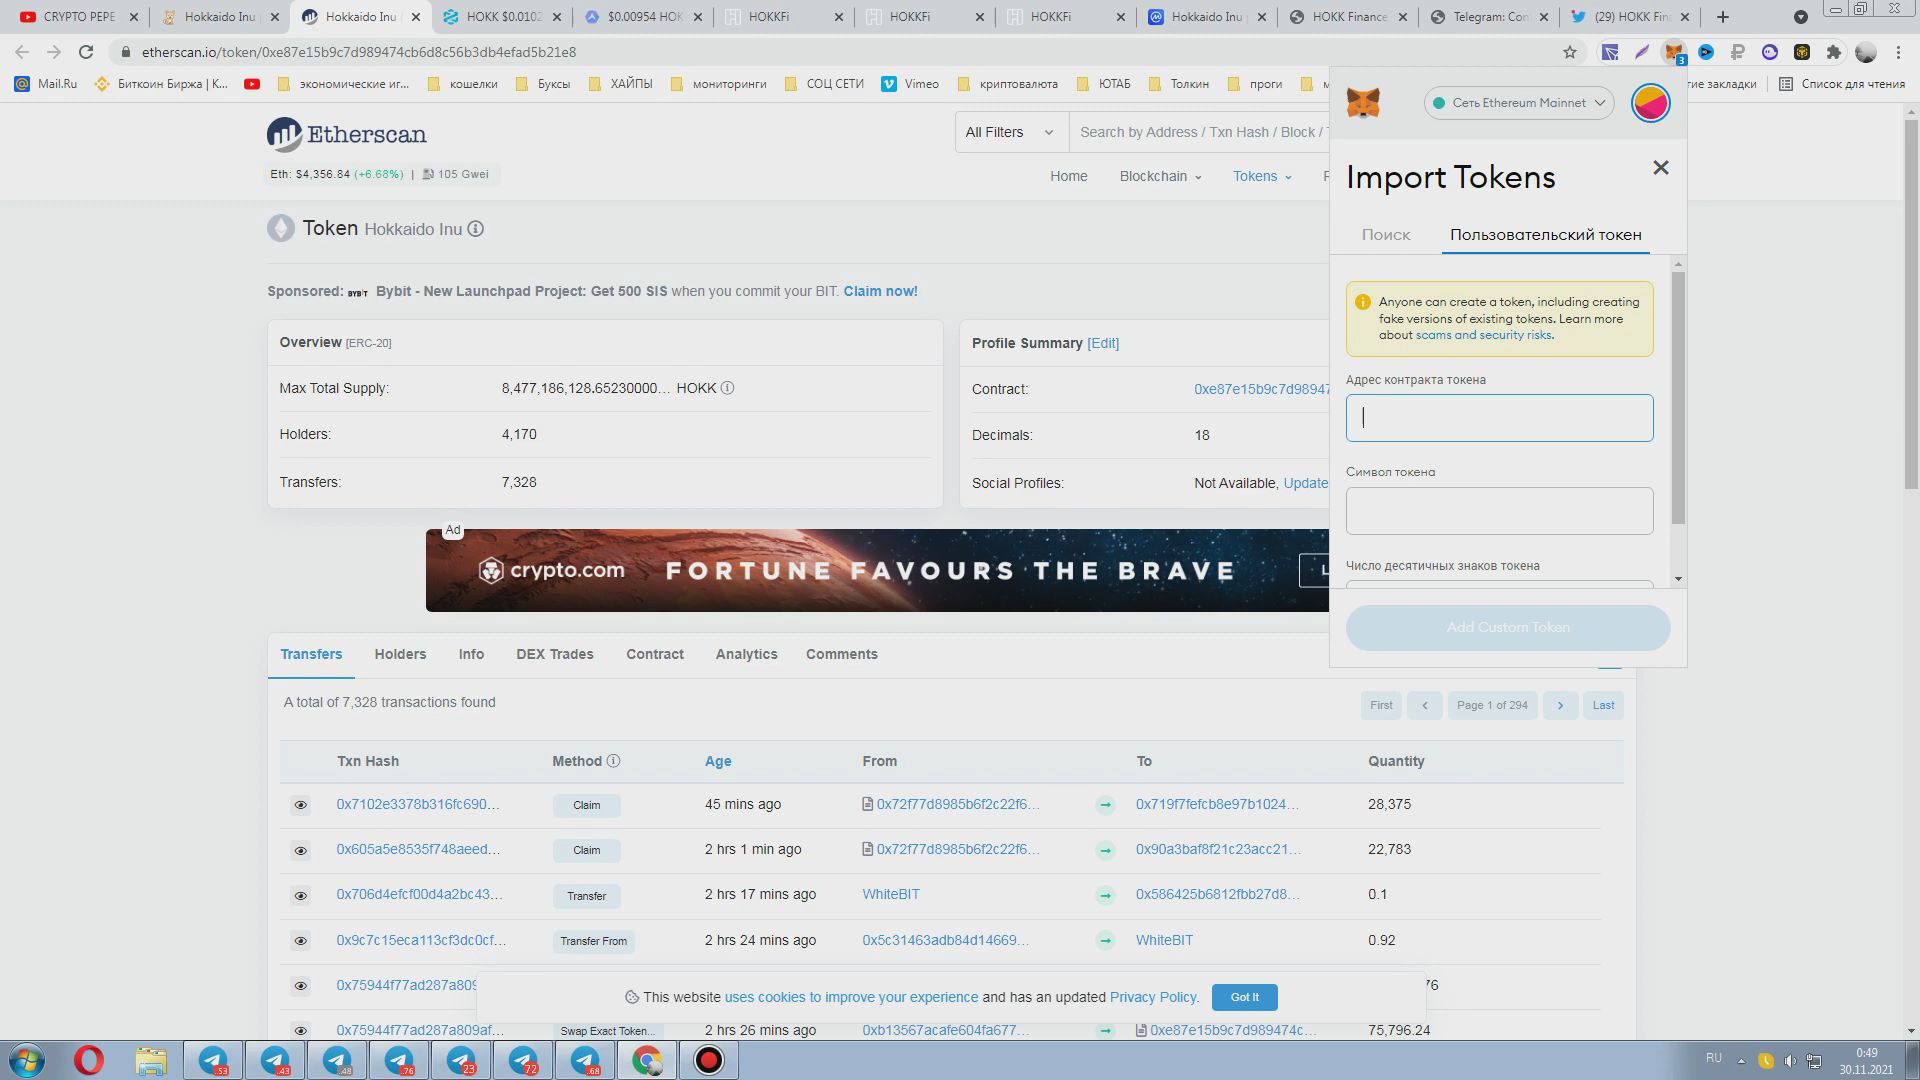 CRYPTO PEPE
Hokkaido Inu
Hokkaido Inu
HOKK $0.0102
$0.00954 HOK
HOKKFi
HOKKFi
HOKKFi
Hokkaido Inu
HOKK Finance
Telegram: Con
(29) HOKK Fin
etherscan.io/token/0xe87e15b9c7d989474cb6d8c56b3db4efad5b21e8
3
Mail.Ru
Биткоин Биржа | К...
экономические иг...
кошелки
Буксы
ХАЙПЫ
мониторинги
СОЦ СЕТИ
Vimeo
криптовалюта
ЮТАБ
Толкин
проги
Список для чтения
Etherscan
All Filters
Search by Address / Txn Hash / Block /
Eth: $4,356.84 (+6.68%) | 105 Gwei
Home
Blockchain
Tokens
Token Hokkaido Inu
Sponsored: BYBIT Bybit - New Launchpad Project: Get 500 SIS when you commit your BIT. Claim now!
Overview [ERC-20]
Max Total Supply:
8,477,186,128.65230000... HOKK
Holders:
4,170
Transfers:
7,328
Profile Summary [Edit]
Contract:
0xe87e15b9c7d98947
Decimals:
18
Social Profiles:
Not Available, Update
Ad
crypto.com
FORTUNE FAVOURS THE BRAVE
Сеть Ethereum Mainnet
Import Tokens
Поиск
Пользовательский токен
Anyone can create a token, including creating
fake versions of existing tokens. Learn more
about scams and security risks.
Адрес контракта токена
Символ токена
Число десятичных знаков токена
Add Custom Token
Transfers
Holders
Info
DEX Trades
Contract
Analytics
Comments
A total of 7,328 transactions found
First
Page 1 of 294
Last
Txn Hash
Method
Age
From
To
Quantity
0x7102e3378b316fc690...
Claim
45 mins ago
0x72f77d8985b6f2c22f6...
0x719f7fefcb8e97b1024...
28,375
0x605a5e8535f748aeed...
Claim
2 hrs 1 min ago
0x72f77d8985b6f2c22f6...
0x90a3baf8f21c23acc21...
22,783
0x706d4efcf00d4a2bc43...
Transfer
2 hrs 17 mins ago
WhiteBIT
0x586425b6812fbb27d8...
0.1
0x9c7c15eca113cf3dc0cf...
Transfer From
2 hrs 24 mins ago
0x5c31463adb84d14669...
WhiteBIT
0.92
0x75944f77ad287a809
76
This website uses cookies to improve your experience and has an updated Privacy Policy.
Got It
0x75944f77ad287a809af...
Swap Exact Token...
2 hrs 26 mins ago
0xb13567acafe604fa677...
0xe87e15b9c7d989474c...
75,796.24
.53
.43
.48
.76
23
72
.68
RU
0:49
30.11.2021